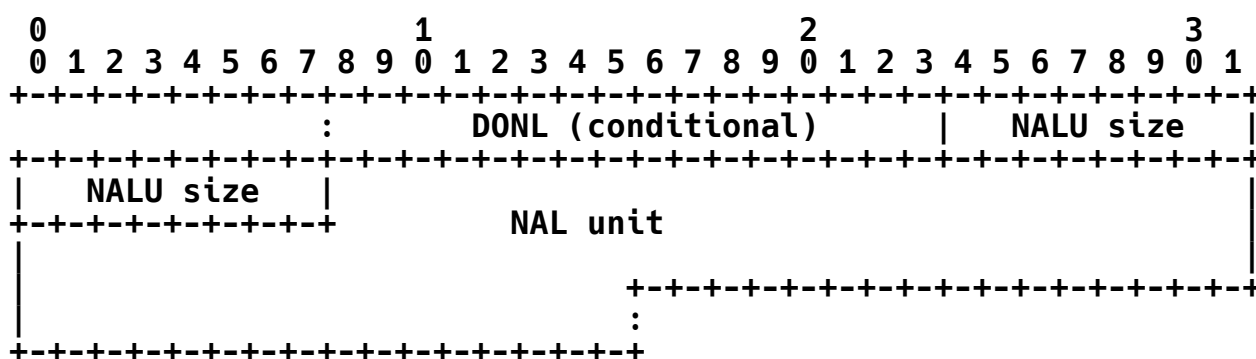 0                   1                   2                   3
0 1 2 3 4 5 6 7 8 9 0 1 2 3 4 5 6 7 8 9 0 1 2 3 4 5 6 7 8 9 0 1
+-+-+-+-+-+-+-+-+-+-+-+-+-+-+-+-+-+-+-+-+-+-+-+-+-+-+-+-+-+-+-+-+
                :       DONL (conditional)      |   NALU size   |
+-+-+-+-+-+-+-+-+-+-+-+-+-+-+-+-+-+-+-+-+-+-+-+-+-+-+-+-+-+-+-+-+
|   NALU size   |                                               |
+-+-+-+-+-+-+-+-+         NAL unit                              |
|                                                               |
|                               +-+-+-+-+-+-+-+-+-+-+-+-+-+-+-+-+
|                               :
+-+-+-+-+-+-+-+-+-+-+-+-+-+-+-+-+